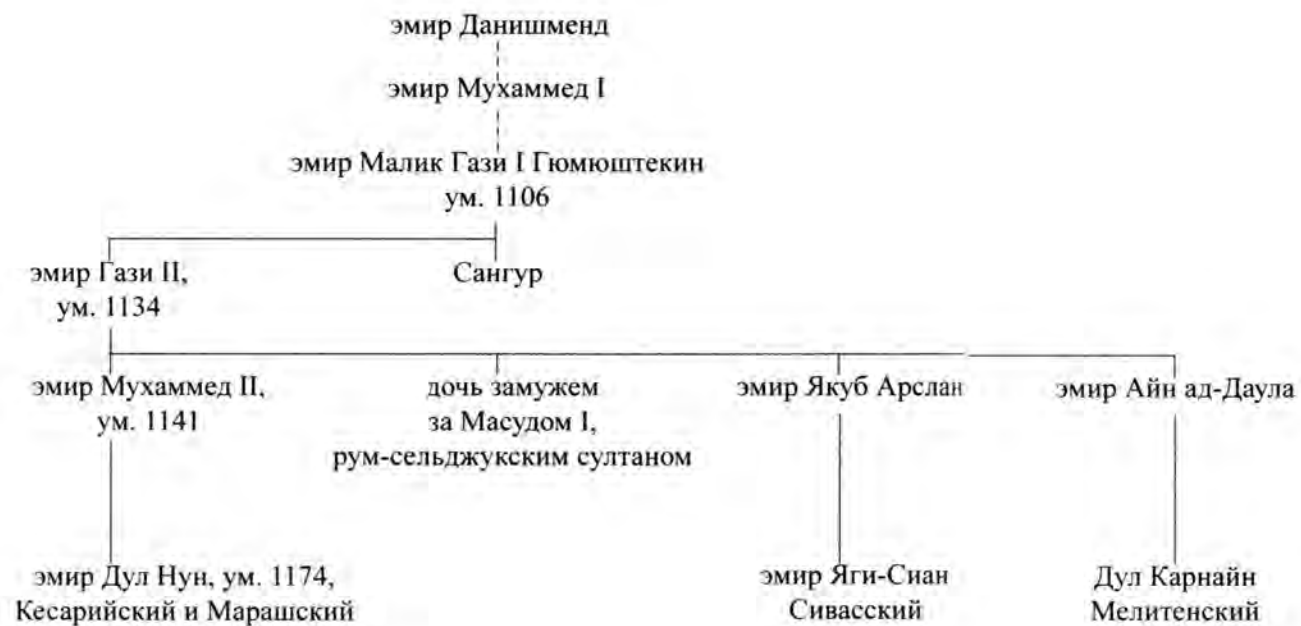 эмир Данишменд
эмир Мухаммед I
эмир Малик Гази I Гюмюштекин
ум. 1106
эмир Гази II,
ум. 1134
Сангур
эмир Мухаммед II,
ум. 1141
дочь замужем
за Масудом I,
рум-сельджукским султаном
эмир Якуб Арслан
эмир Айн ад-Даула
эмир Дул Нун, ум. 1174,
Кесарийский и Марашский
эмир Яги-Сиан
Сивасский
Дул Карнайн
Мелитенский